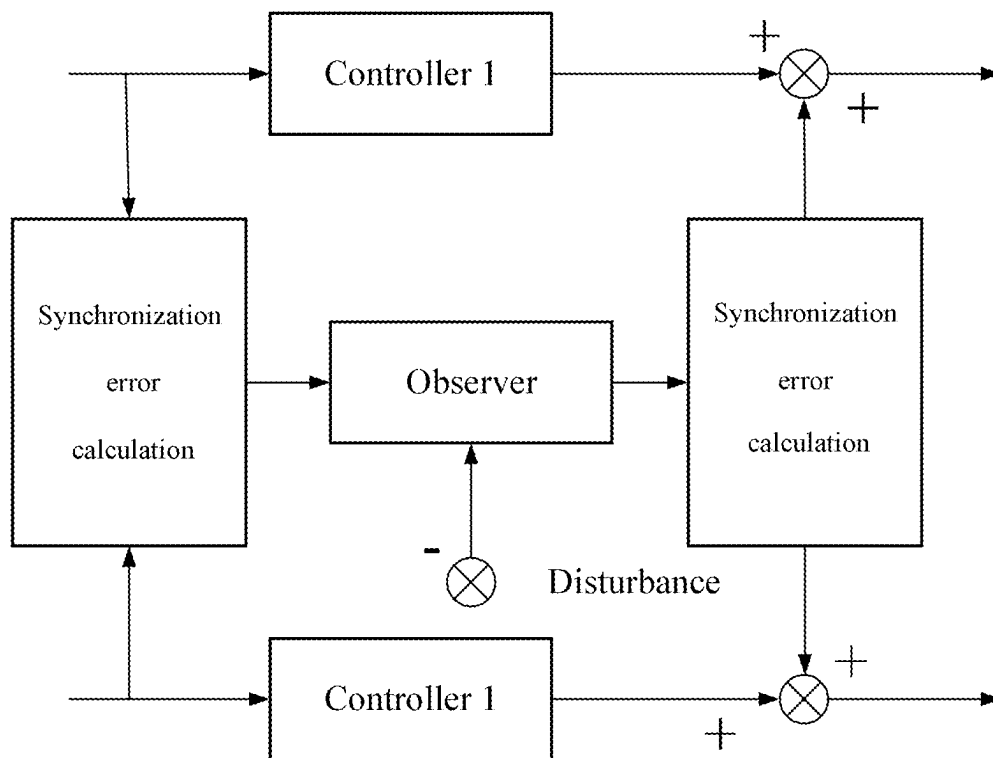 Controller 1
+
+
Synchronization
error
calculation
Observer
Synchronization
error
calculation
-
Disturbance
Controller 1
+
+